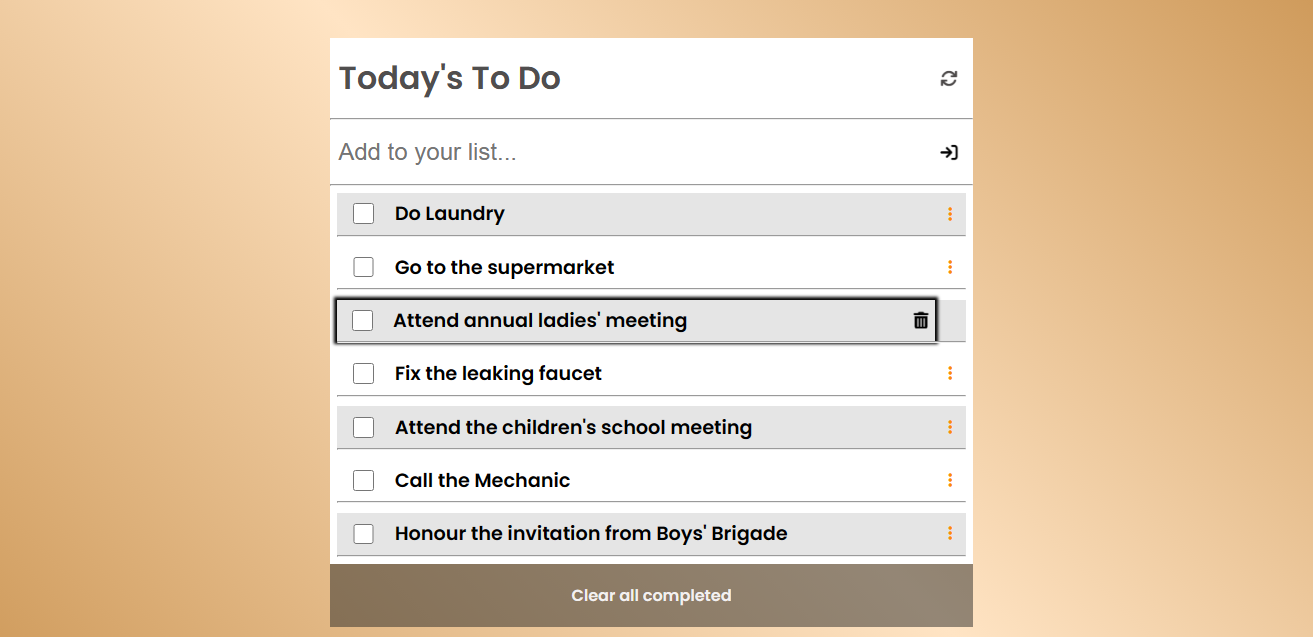 Today's To Do
Add to your list...
Do Laundry
Go to the supermarket
Attend annual ladies' meeting
Fix the leaking faucet
Attend the children's school meeting
Call the Mechanic
Honour the invitation from Boys' Brigade
Clear all completed